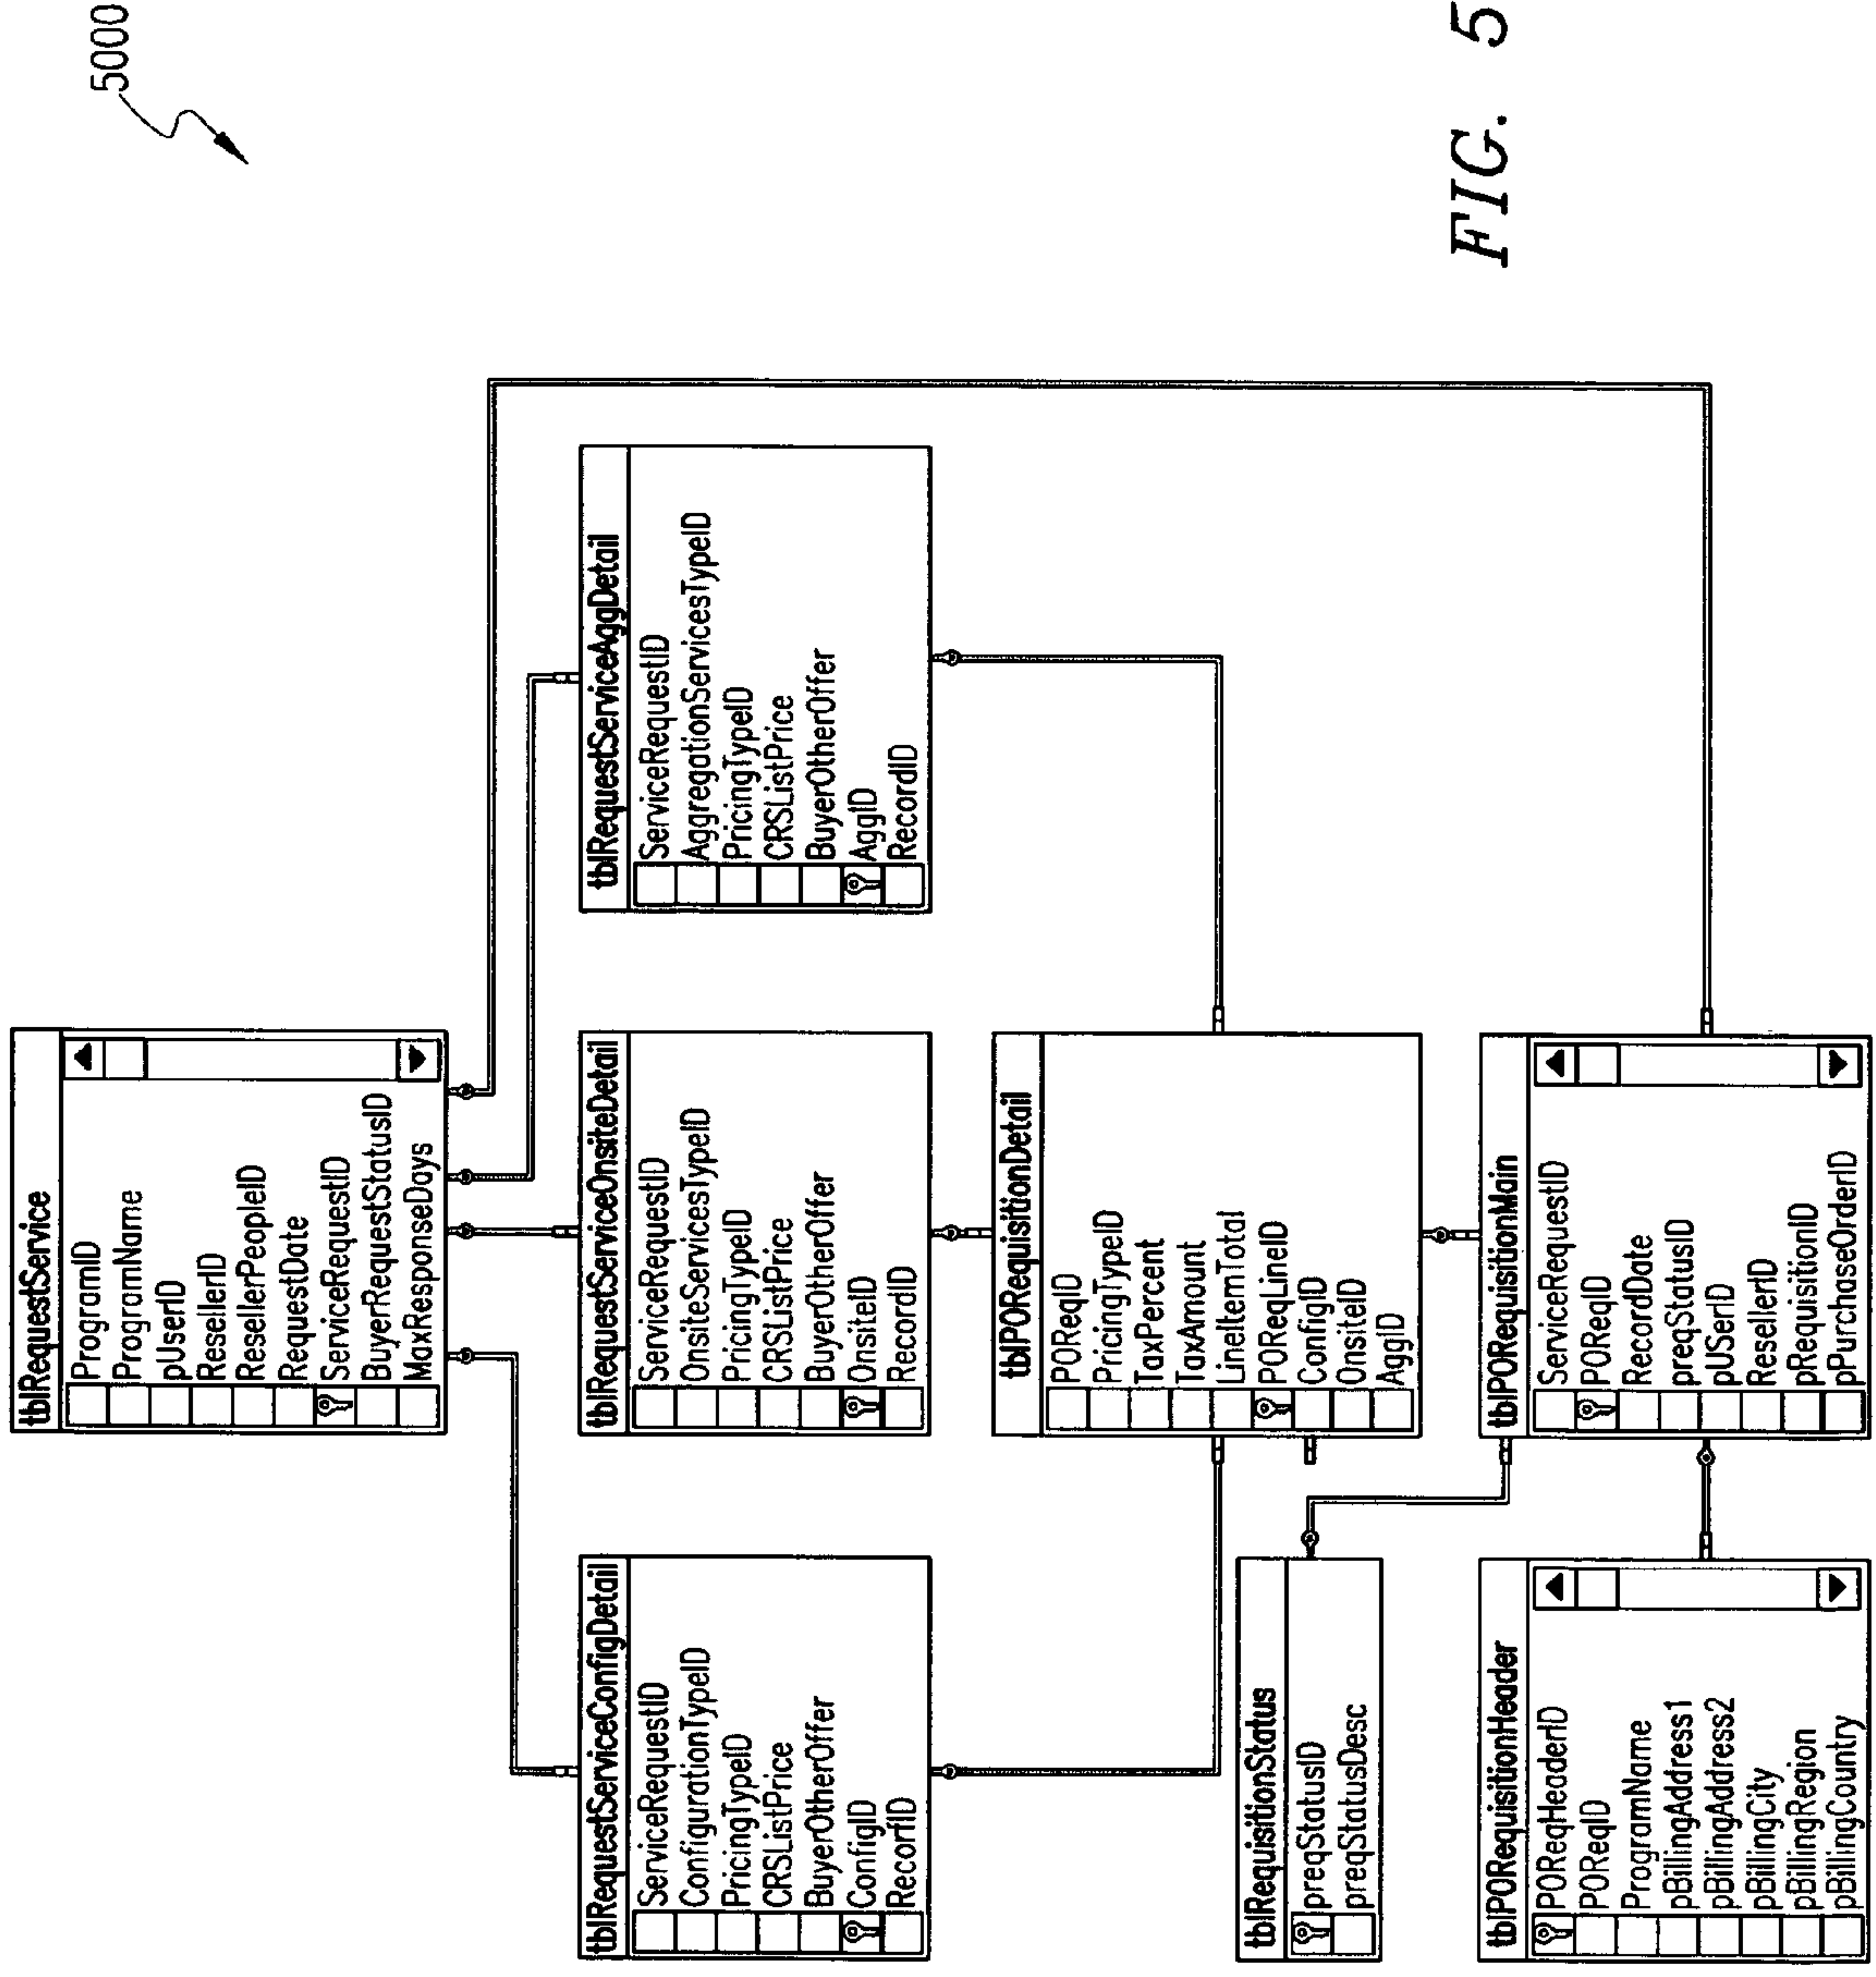 5000
tblRequestService
ProgramID
ProgramName
pUserID
ResellerID
ResellerPeopleID
RequestDate
ServiceRequestID
BuyerRequestStatusID
MaxResponseDays
tblRequestServiceConfigDetail
ServiceRequestID
ConfigurationTypeID
PricingTypeID
CRSListPrice
BuyerOtherOffer
ConfigID
RecorfID
tblRequestServiceOnsiteDetail
ServiceRequestID
OnsiteServicesTypeID
PricingTypeID
CRSListPrice
BuyerOtherOffer
OnsiteID
RecordID
tblRequestServiceAggDetail
ServiceRequestID
AggregationServicesTypeID
PricingTypeID
CRSListPrice
BuyerOtherOffer
AggID
RecordID
tblPORequisitionDetail
POReqID
PricingTypeID
TaxPercent
TaxAmount
LineItemTotal
POReqLineID
ConfigID
OnsiteID
AggID
tblRequisitionStatus
preqStatusID
preqStatusDesc
tblPORequisitionHeader
POReqHeaderID
POReqID
ProgramName
pBillingAddress1
pBillingAddress2
pBillingCity
pBillingRegion
pBillingCountry
tblPORequisitionMain
ServiceRequestID
POReqID
RecordDate
preqStatusID
pUSerID
ResellerID
pRequisitionID
pPurchaseOrderID
FIG. 5